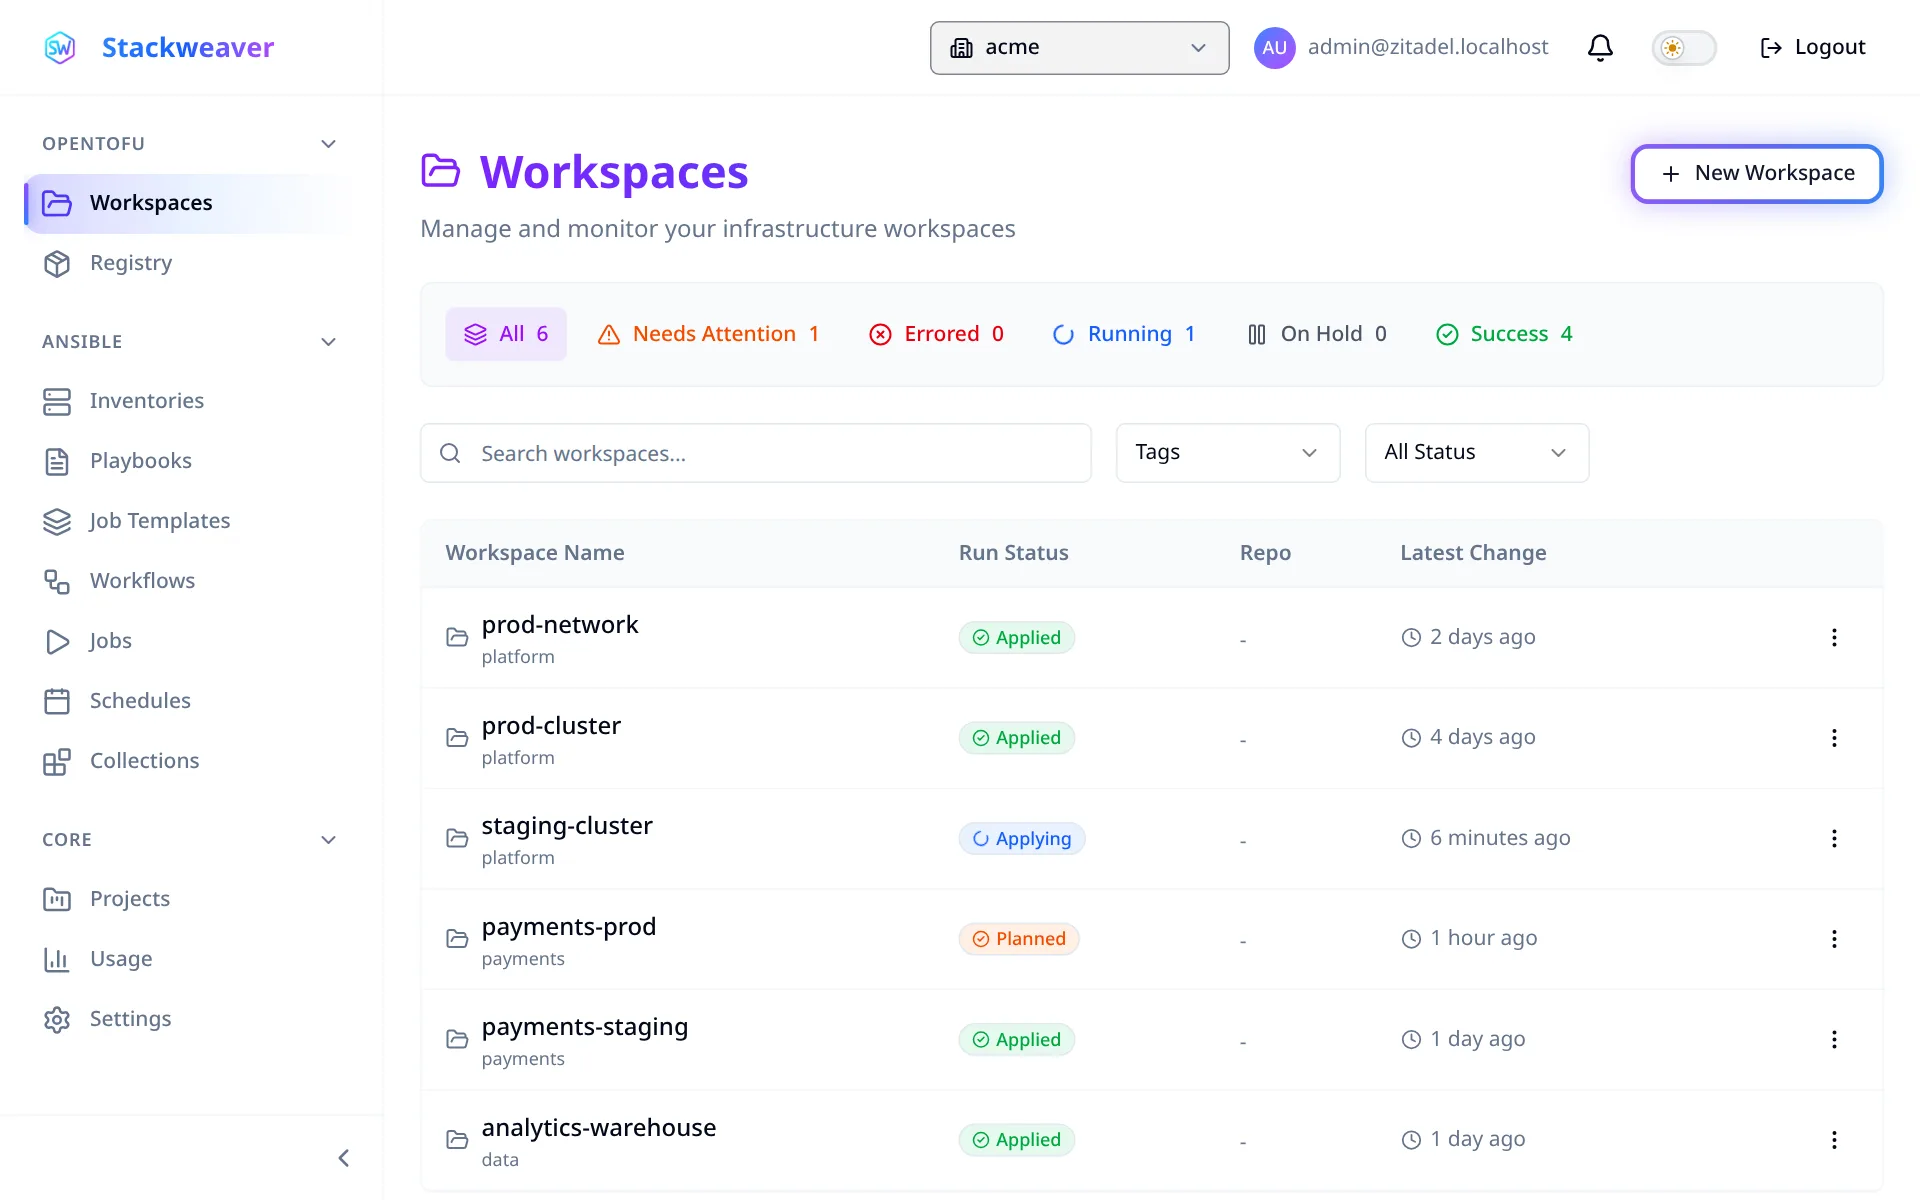 SW Stackweaver
acme
AU admin@zitadel.localhost
Logout
OPENTOFU
Workspaces
Registry
ANSIBLE
Inventories
Playbooks
Job Templates
Workflows
Jobs
Schedules
Collections
CORE
Projects
Usage
Settings
Workspaces
Manage and monitor your infrastructure workspaces
+ New Workspace
All 6 Needs Attention 1 Errored 0 Running 1 On Hold 0 Success 4
Search workspaces...
Tags
All Status
Workspace Name Run Status Repo Latest Change
prod-network
platform
Applied - 2 days ago
prod-cluster
platform
Applied - 4 days ago
staging-cluster
platform
Applying - 6 minutes ago
payments-prod
payments
Planned - 1 hour ago
payments-staging
payments
Applied - 1 day ago
analytics-warehouse
data
Applied - 1 day ago